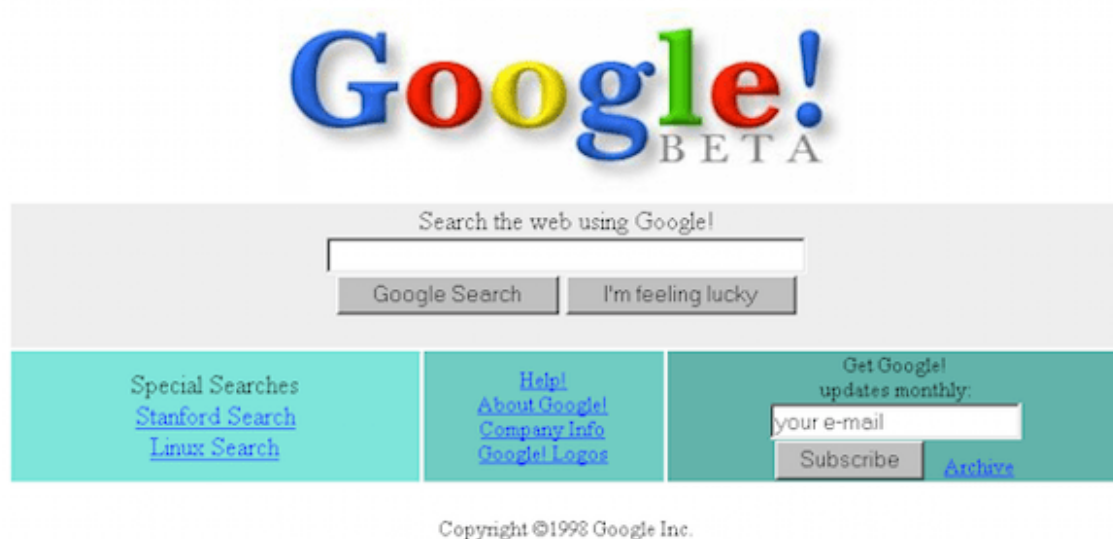 Google!
BETA
Search the web using Google!
Google Search I'm feeling lucky
Special Searches
Stanford Search
Linux Search
Help!
About Google!
Company Info
Google! Logos
Get Google!
updates monthly:
your e-mail
Subscribe Archive
Copyright ©1998 Google Inc.